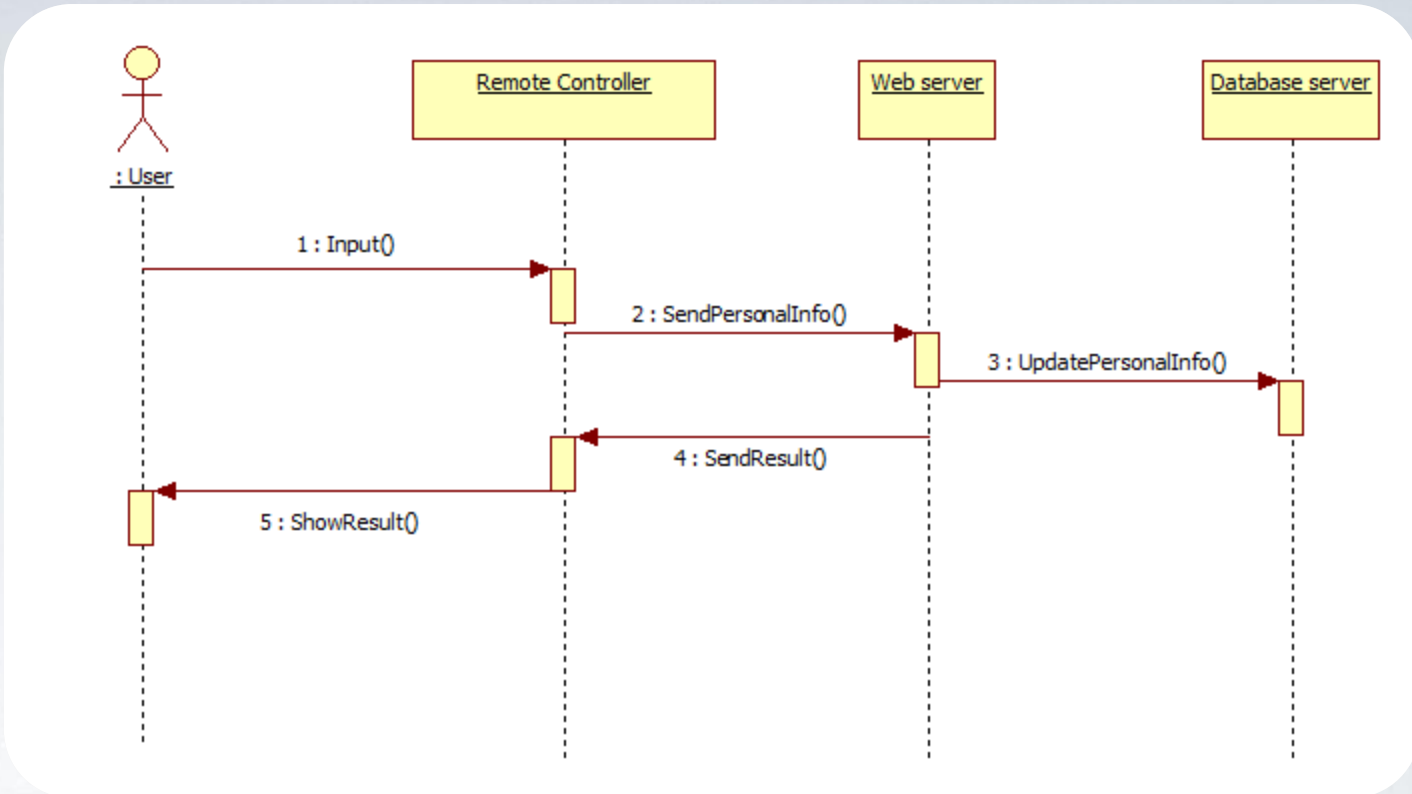 Remote Controller
Web server
Database server
: User
1 : Input()
2 : SendPersonalInfo()
3 : UpdatePersonalInfo()
4 : SendResult()
5 : ShowResult()